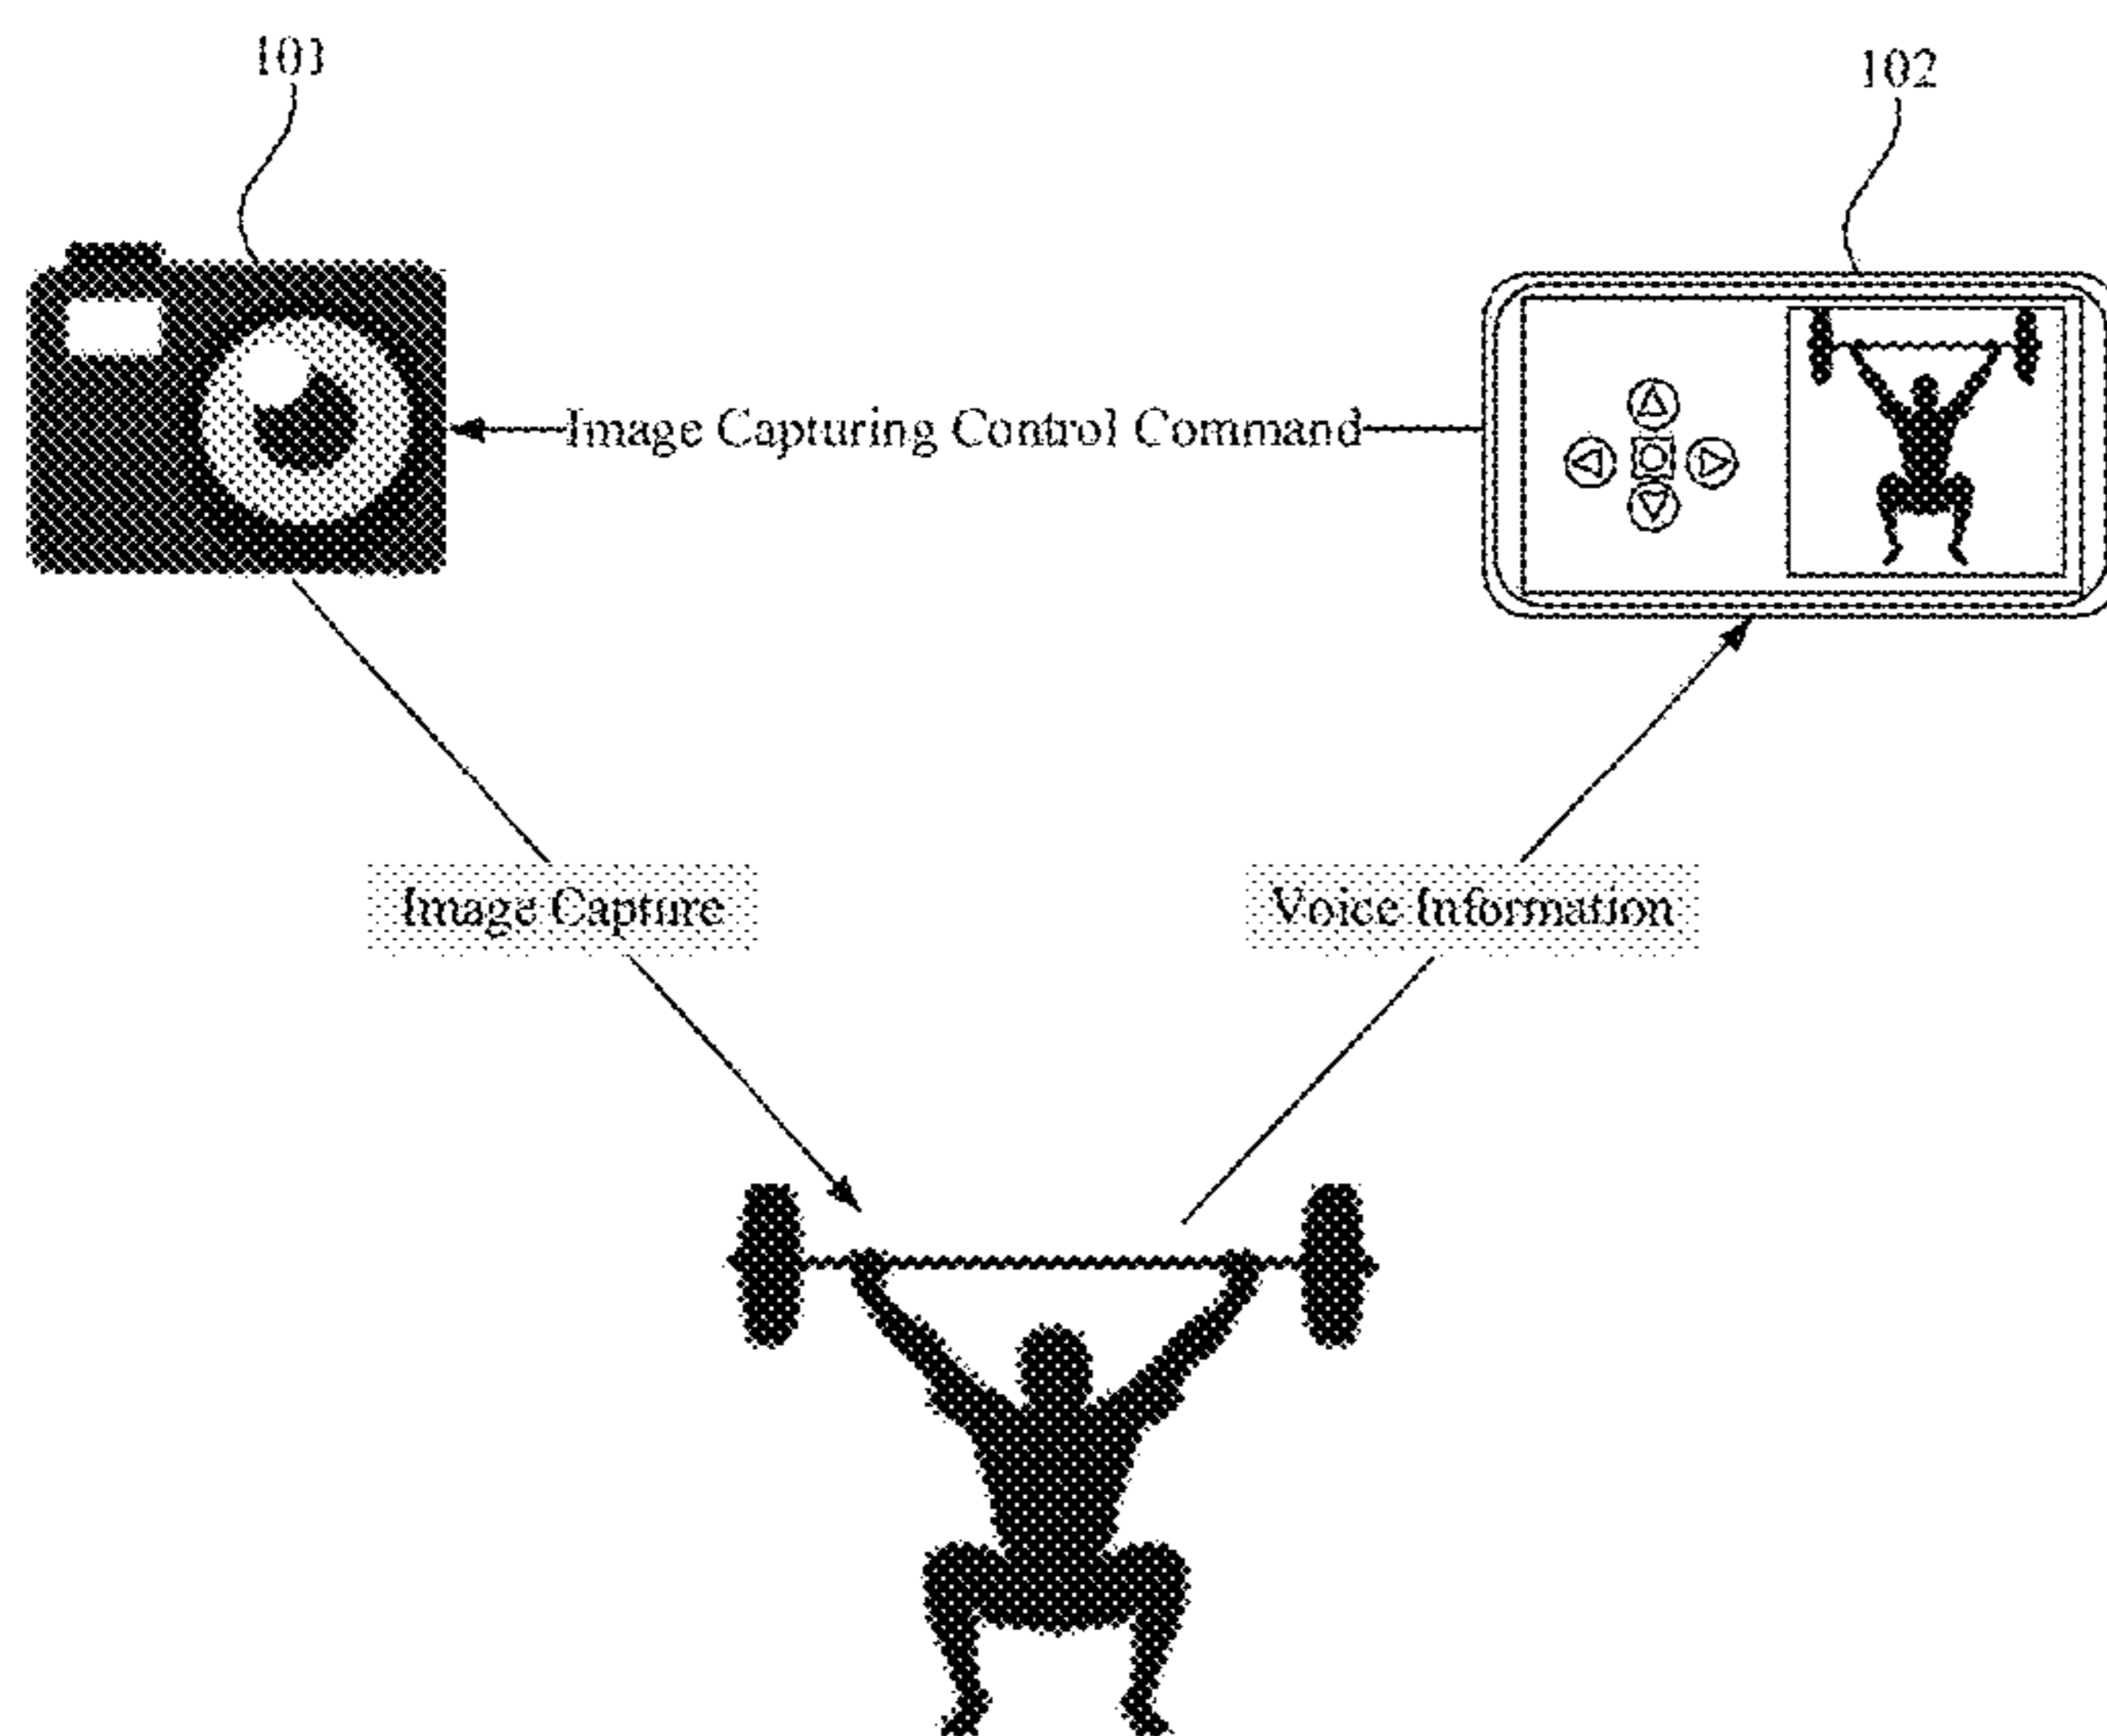 101
102
Image Capturing Control Command
Image Capture
Voice Information